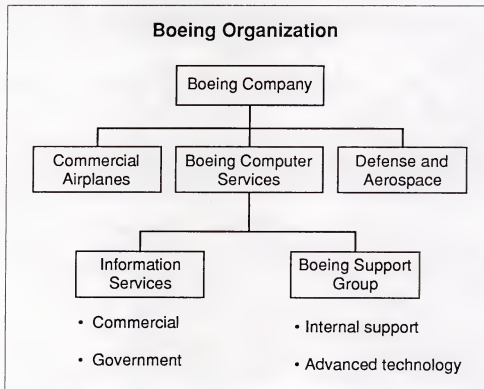 Boeing Organization
Boeing Company
Commercial
Airplanes
Boeing Computer
Services
Defense and
Aerospace
Information
Services
Boeing Support
Group
• Commercial
• Government
• Internal support
• Advanced technology